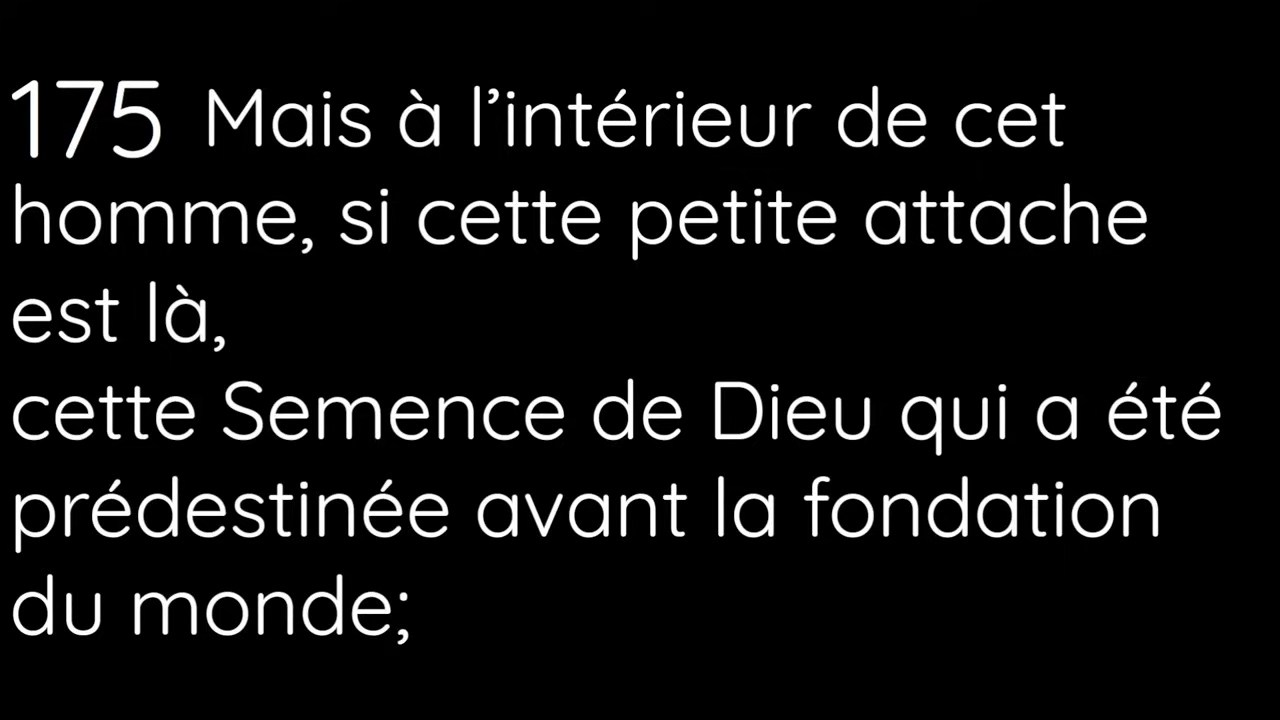 175 Mais à l’intérieur de cet
homme, si cette petite attache
est là,
cette Semence de Dieu qui a été
prédestinée avant la fondation
du monde;